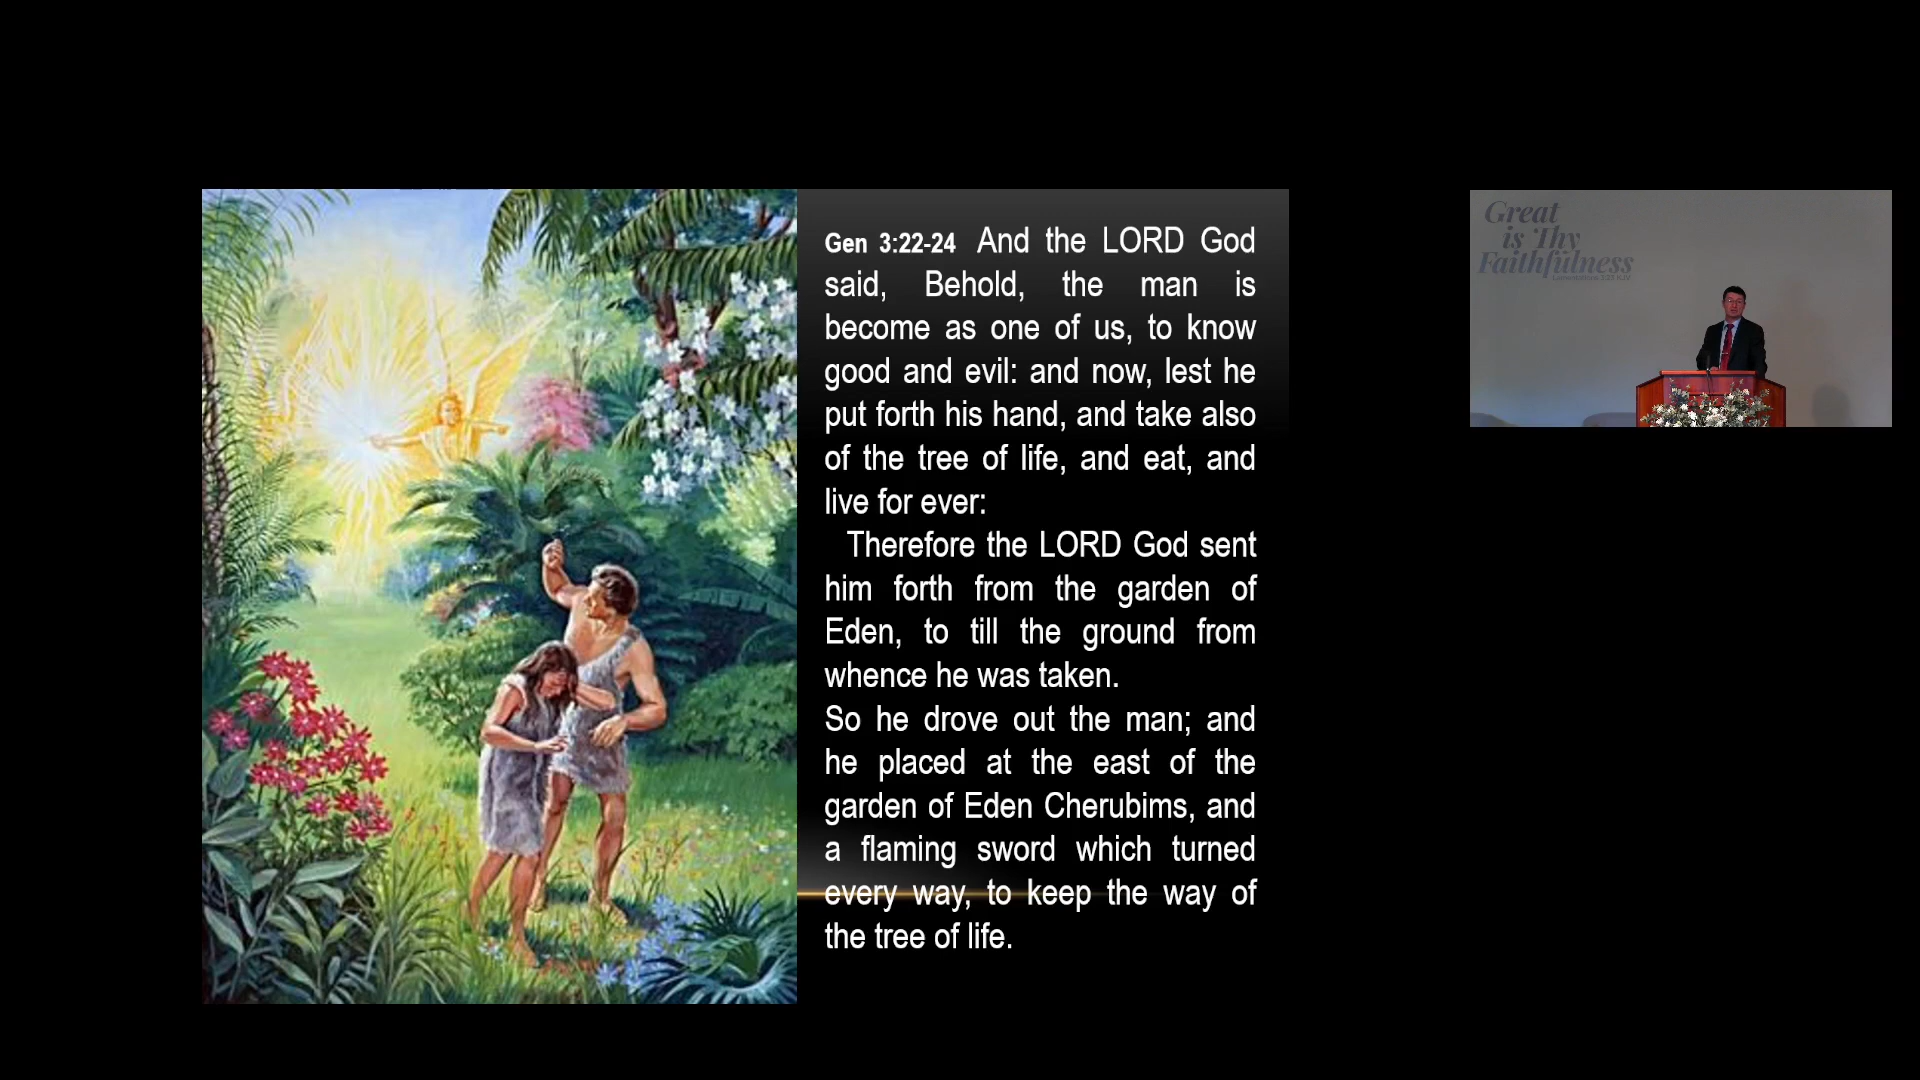 Gen 3:22-24 And the LORD God
said, Behold, the man is
become as one of us, to know
good and evil: and now, lest he
put forth his hand, and take also
of the tree of life, and eat, and
live for ever:
Therefore the LORD God sent
him forth from the garden of
Eden, to till the ground from
whence he was taken.
So he drove out the man; and
he placed at the east of the
garden of Eden Cherubims, and
a flaming sword which turned
every way, to keep the way of
the tree of life.
Great
is Thy
Faithfulness